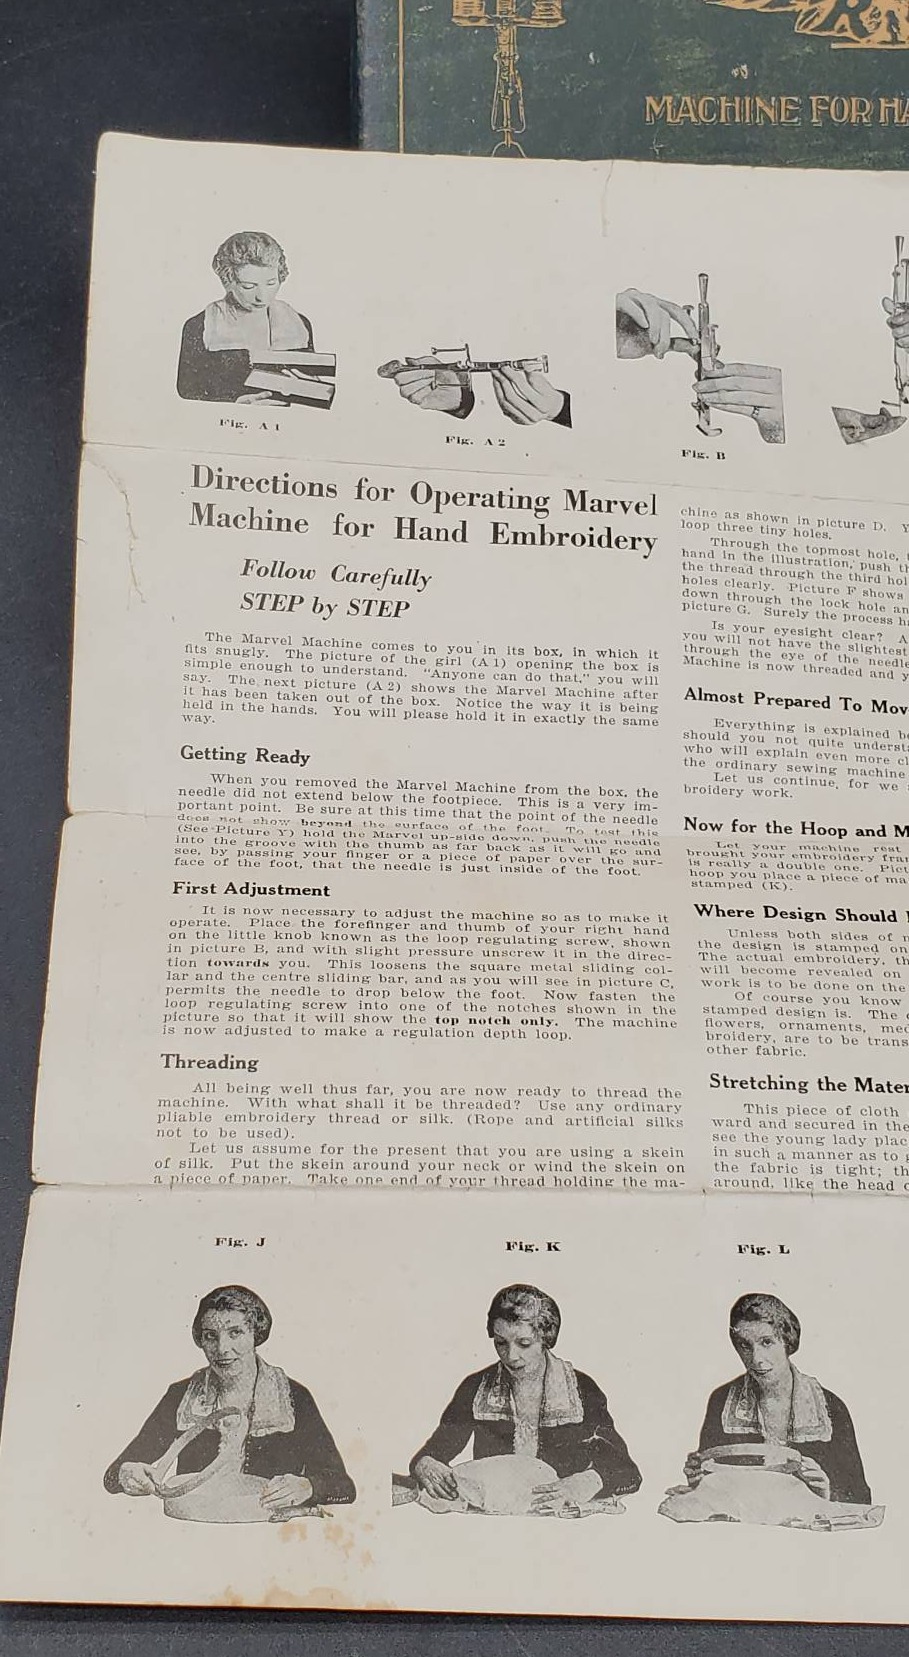 MACHINE FOR HA
Fig. A 1
Fig. A 2
Fig. B
Directions for Operating Marvel
Machine for Hand Embroidery
Follow Carefully
STEP by STEP
The Marvel Machine comes to you in its box, in which it
fits snugly. The picture of the girl (A 1) opening the box is
simple enough to understand. "Anyone can do that," you will
say. The next picture (A 2) shows the Marvel Machine after
it has been taken out of the box. Notice the way it is being
held in the hands. You will please hold it in exactly the same
way.
Getting Ready
When you removed the Marvel Machine from the box, the
needle did not extend below the footpiece. This is a very im-
portant point. Be sure at this time that the point of the needle
does not show beyond the surface of the foot. To test this
(See Picture Y) hold the Marvel up-side down, push the needle
into the groove with the thumb as far back as it will go and
see, by passing your finger or a piece of paper over the sur-
face of the foot, that the needle is just inside of the foot.
First Adjustment
It is now necessary to adjust the machine so as to make it
operate. Place the forefinger and thumb of your right hand
on the little knob known as the loop regulating screw, shown
in picture B, and with slight pressure unscrew it in the direc-
tion towards you. This loosens the square metal sliding col-
lar and the centre sliding bar, and as you will see in picture C,
permits the needle to drop below the foot. Now fasten the
loop regulating screw into one of the notches shown in the
picture so that it will show the top notch only. The machine
is now adjusted to make a regulation depth loop.
Threading
All being well thus far, you are now ready to thread the
machine. With what shall it be threaded? Use any ordinary
pliable embroidery thread or silk. (Rope and artificial silks
not to be used).
Let us assume for the present that you are using a skein
of silk. Put the skein around your neck or wind the skein on
a piece of paper. Take one end of your thread holding the ma-
chine as shown in picture D. Y
loop three tiny holes.
Through the topmost hole,
hand in the illustration, push th
the thread through the third hol
holes clearly. Picture F shows
down through the lock hole an
picture G. Surely the process h
Is your eyesight clear? A
you will not have the slightest
through the eye of the needle
Machine is now threaded and y
Almost Prepared To Mov
Everything is explained be
should you not quite understa
who will explain even more cl
the ordinary sewing machine
Let us continue, for we
broidery work.
Now for the Hoop and M
Let your machine rest
brought your embroidery fram
is really a double one. Pict
hoop you place a piece of ma
stamped (K).
Where Design Should
Unless both sides of m
the design is stamped on
The actual embroidery, th
will become revealed on
work is to be done on the
Of course you know
stamped design is. The
flowers, ornaments, med
broidery, are to be trans
other fabric.
Stretching the Mater
This piece of cloth
ward and secured in the
see the young lady plac
in such a manner as to
the fabric is tight; th
around, like the head
Fig. J
Fig. K
Fig. L